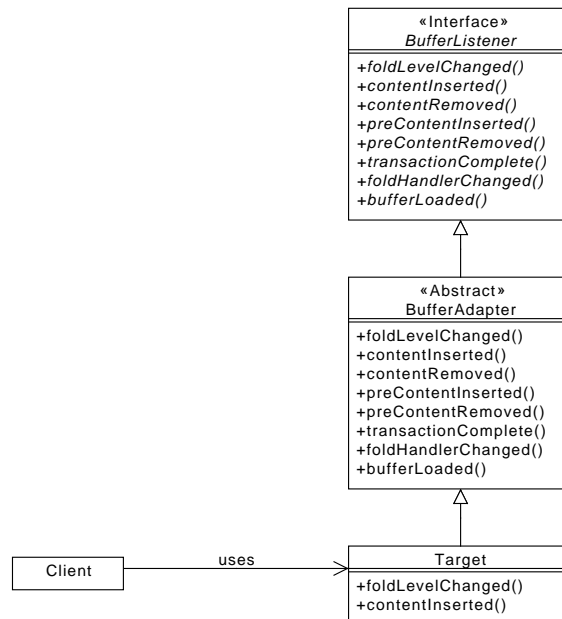 «Interface»
BufferListener
+foldLevelChanged()
+contentInserted()
+contentRemoved()
+preContentInserted()
+preContentRemoved()
+transactionComplete()
+foldHandlerChanged()
+bufferLoaded()
«Abstract»
BufferAdapter
+foldLevelChanged()
+contentInserted()
+contentRemoved()
+preContentInserted()
+preContentRemoved()
+transactionComplete()
+foldHandlerChanged()
+bufferLoaded()
Client
uses
Target
+foldLevelChanged()
+contentInserted()